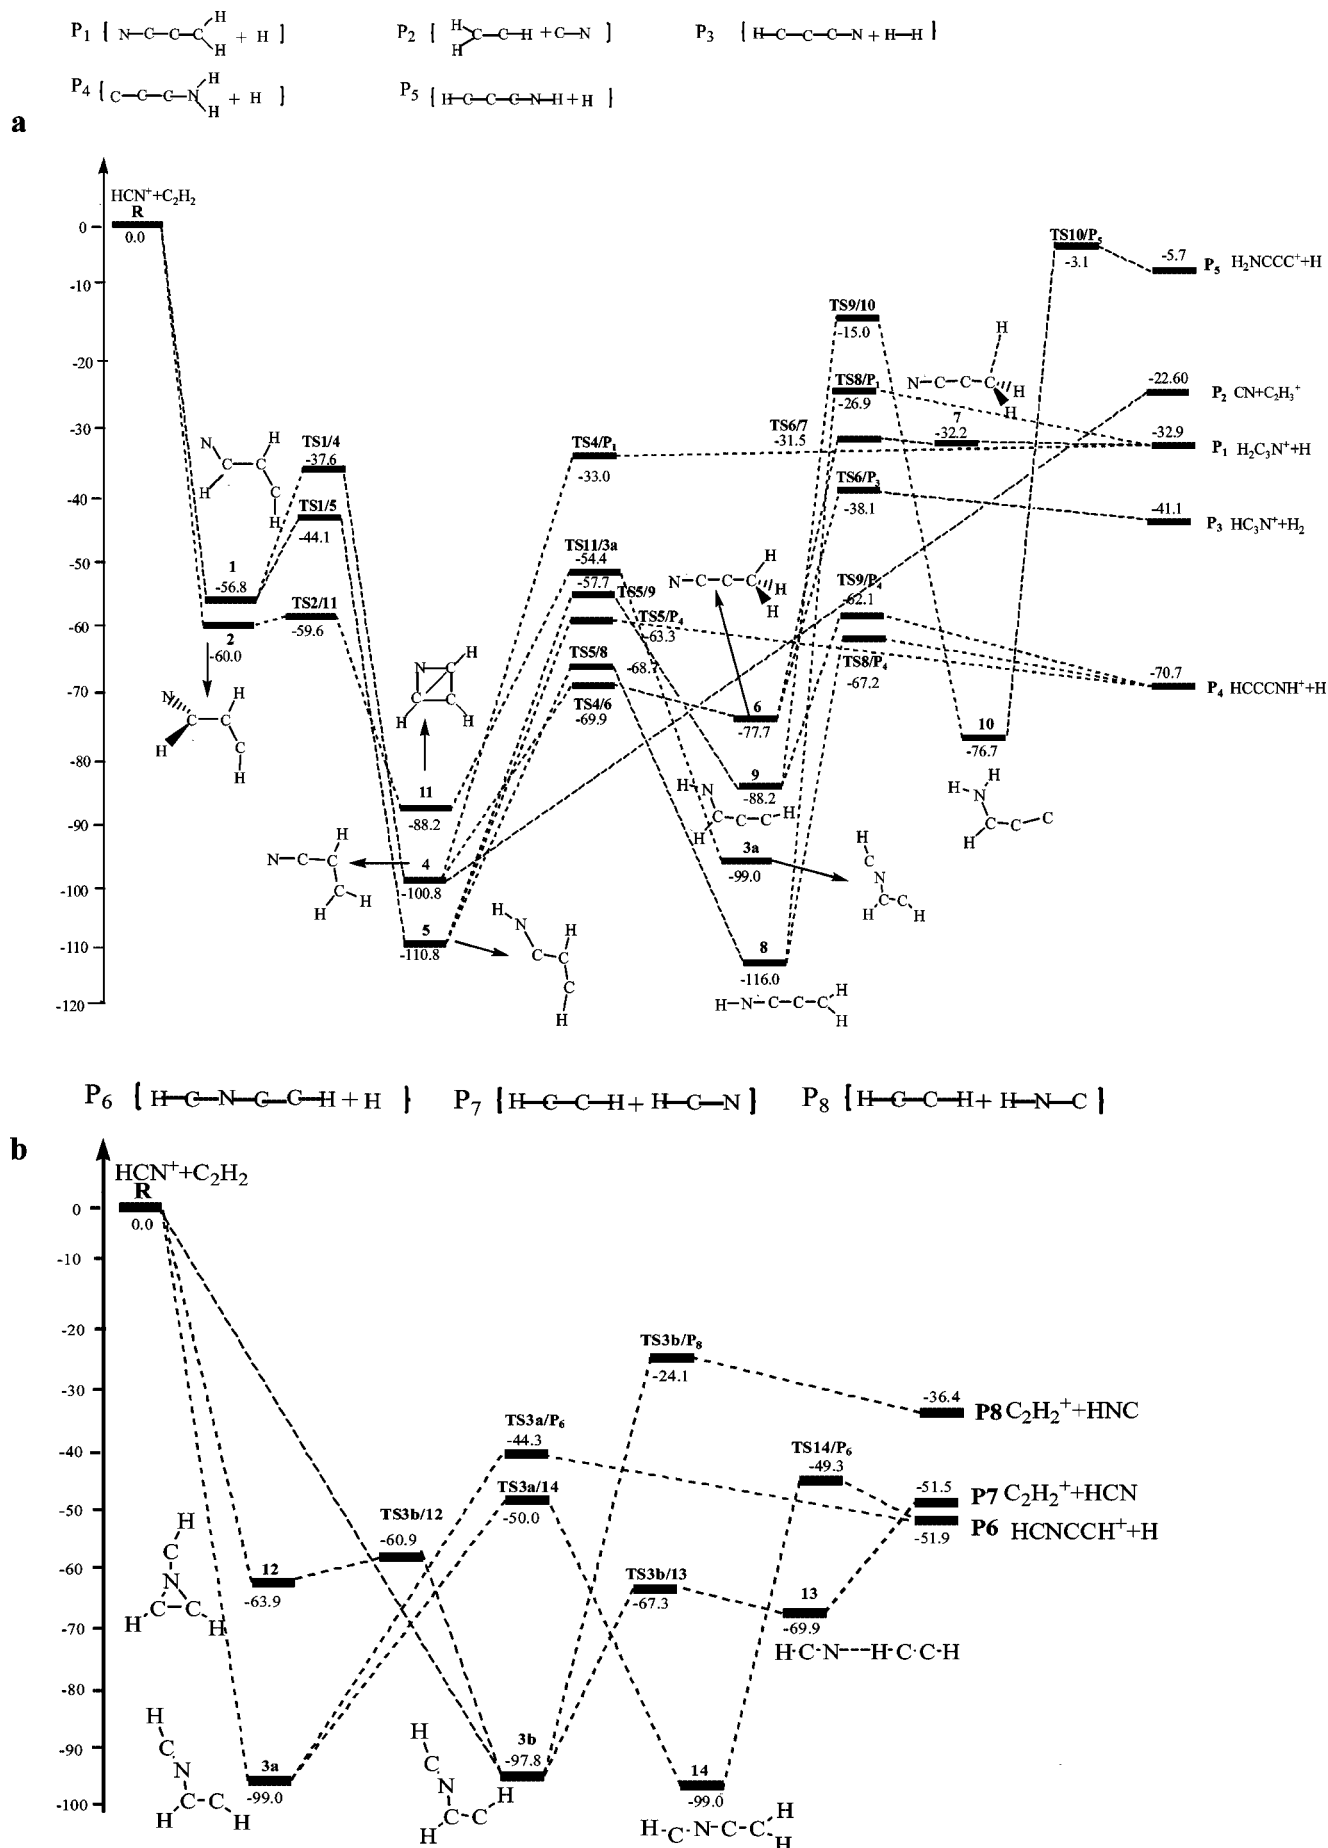 P1 { N-C-C-C H H + H }
P2 { H H C-C-H + C-N }
P3 { H-C-C-C-N + H-H }
P4 { C-C-C-N H H + H }
P5 { H-C-C-C-N-H + H }
a
HCN+ + C2H2
R
0.0
0
-10
-20
-30
-40
-50
-60
-70
-80
-90
-100
-110
-120
TS10/P5
-3.1
-5.7
P5 H2NCCC+ + H
TS9/10
-15.0
TS8/P1
-26.9
-22.60
P2 CN+C2H3+
N-C-C-C H H H
7
-32.2
TS6/7
-31.5
-32.9
P1 H2C3N+ + H
TS4/P1
-33.0
TS6/P3
-38.1
-41.1
P3 HC3N+ + H2
N C C C H H H
TS1/4
-37.6
TS1/5
-44.1
1
-56.8
2
-60.0
TS2/11
-59.6
TS11/3a
-54.4
-57.7
TS5/9
TS5/P4
-63.3
TS5/8
-68.7
TS4/6
-69.9
N-C-C-C H H H
TS9/P4
-62.1
TS8/P4
-67.2
-70.7
P4 HCCCNH+ + H
N C C C H H H
N C C C H H H
6
-77.7
10
-76.7
H N H C C C H
11
-88.2
9
-88.2
H N C C C H H
3a
-99.0
H C N C C H H
N-C-C H C H H
4
-100.8
5
-110.8
H N C C H C H
8
-116.0
H-N-C-C-C H H
P6 { H-C-N-C-C-H + H }
P7 [ H-C-C-H + H-C-N ]
P8 [ H-C-C-H + H-N-C }
b
HCN+ + C2H2
R
0.0
0
-10
-20
-30
-40
-50
-60
-70
-80
-90
-100
TS3b/P8
-24.1
-36.4
P8 C2H2+ + HNC
TS3a/P6
-44.3
TS14/P6
-49.3
TS3a/14
-50.0
-51.5
P7 C2H2+ + HCN
-51.9
P6 HCNCCH+ + H
TS3b/12
-60.9
12
-63.9
H C N C C H H
TS3b/13
-67.3
13
-69.9
H-C-N---H-C-C-H
3a
-99.0
H C N C C H H
3b
-97.8
H C N C C H H
14
-99.0
H-C-N-C-C H H